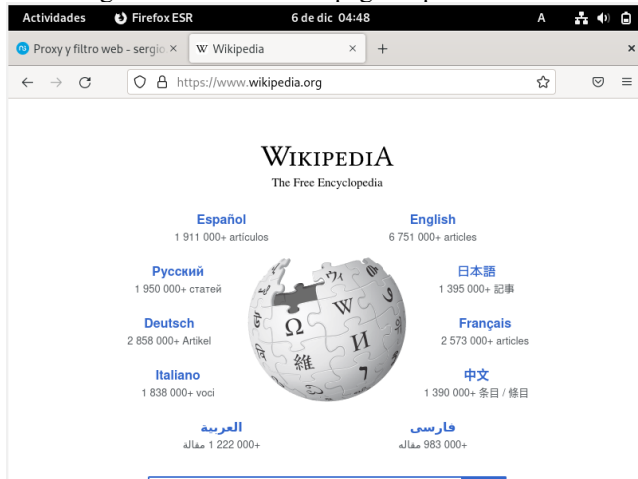 Actividades Firefox ESR 6 de dic 04:48 A
Proxy y filtro web - sergio × W Wikipedia × + ×
https://www.wikipedia.org
WIKIPEDIA
The Free Encyclopedia
Español English
1 911 000+ artículos 6 751 000+ articles
Русский 日本語
1 950 000+ статей 1 395 000+ 記事
Deutsch Français
2 858 000+ Artikel 2 573 000+ articles
Italiano 中文
1 838 000+ voci 1 390 000+ 条目 / 條目
العربية فارسی
1 222 000+ مقالة 983 000+ مقاله
Ω W И 維 ウィ 7